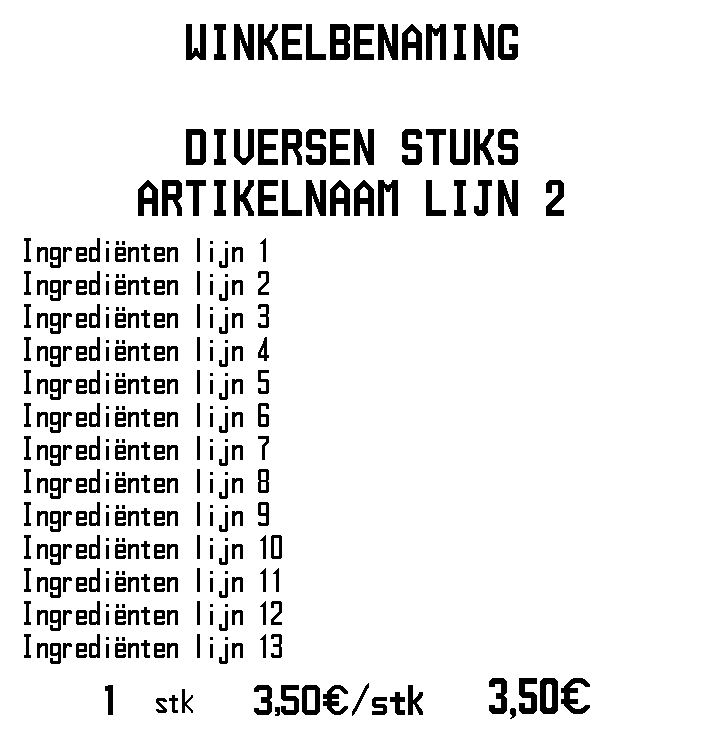 WINKELBENAMING
DIVERSEN STUKS
ARTIKELNAAM LIJN 2
Ingrediënten lijn 1
Ingrediënten lijn 2
Ingrediënten lijn 3
Ingrediënten lijn 4
Ingrediënten lijn 5
Ingrediënten lijn 6
Ingrediënten lijn 7
Ingrediënten lijn 8
Ingrediënten lijn 9
Ingrediënten lijn 10
Ingrediënten lijn 11
Ingrediënten lijn 12
Ingrediënten lijn 13
1 stk 3,50€/stk 3,50€